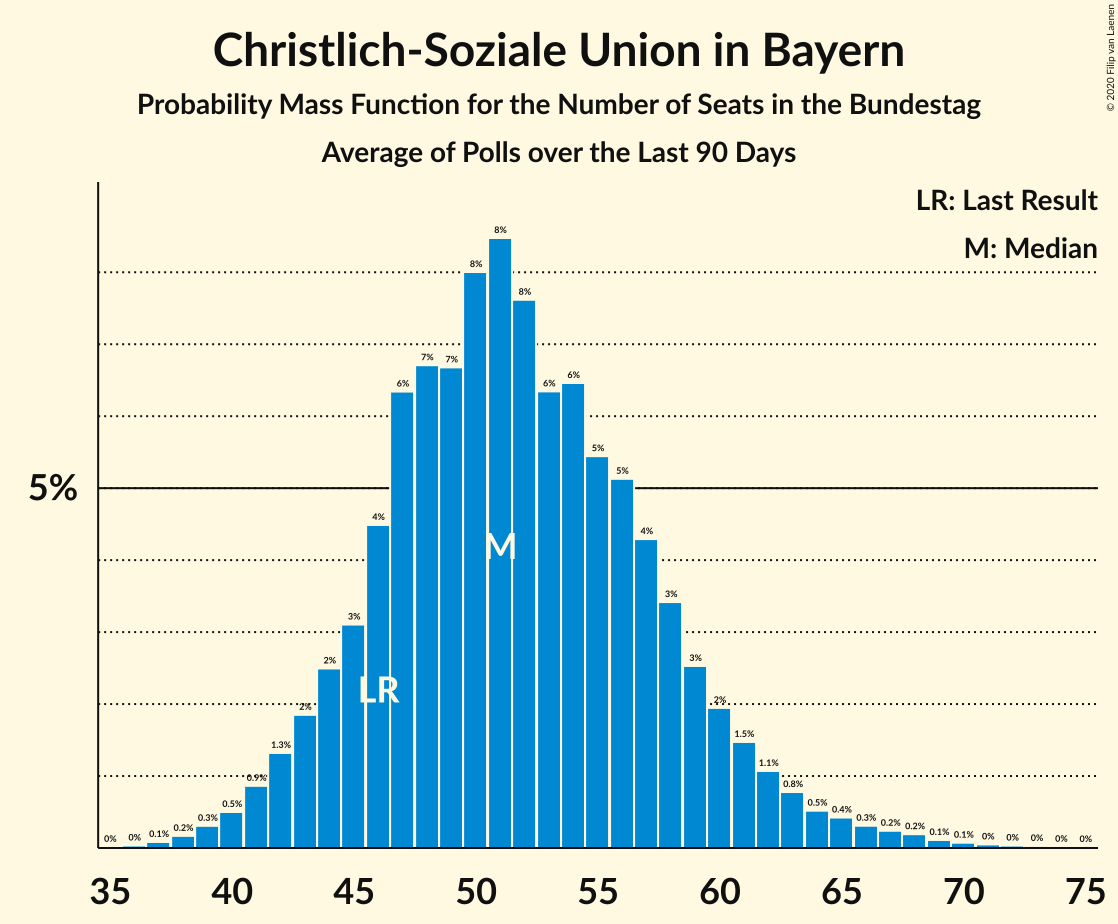 Christlich-Soziale Union in Bayern
Probability Mass Function for the Number of Seats in the Bundestag
Average of Polls over the Last 90 Days
© 2020 Filip van Laenen
LR: Last Result
M: Median
5%
0% 0% 0.1% 0.2% 0.3% 0.5% 0.9% 1.3% 2% 2% 3% 4% 6% 7% 7% 8% 8% 8% 6% 6% 5% 5% 4% 3% 3% 2% 1.5% 1.1% 0.8% 0.5% 0.4% 0.3% 0.2% 0.2% 0.1% 0.1% 0% 0% 0% 0% 0%
M
LR
35 40 45 50 55 60 65 70 75